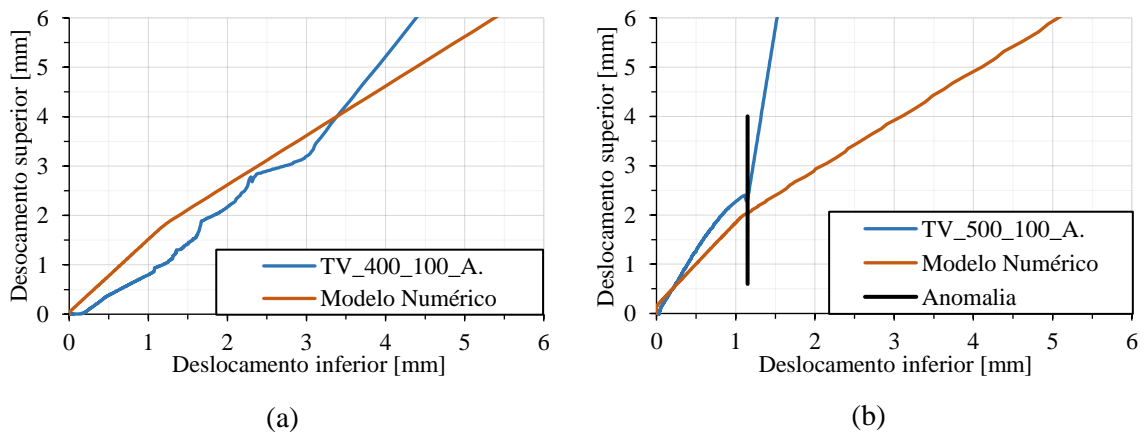 Desocamento superior [mm]
6
5
4
3
2
1
0
0 1 2 3 4 5 6
Deslocamento inferior [mm]
TV_400_100_A.
Modelo Numérico
(a)
Deslocamento superior [mm]
6
5
4
3
2
1
0
0 1 2 3 4 5 6
Deslocamento inferior [mm]
TV_500_100_A.
Modelo Numérico
Anomalia
(b)